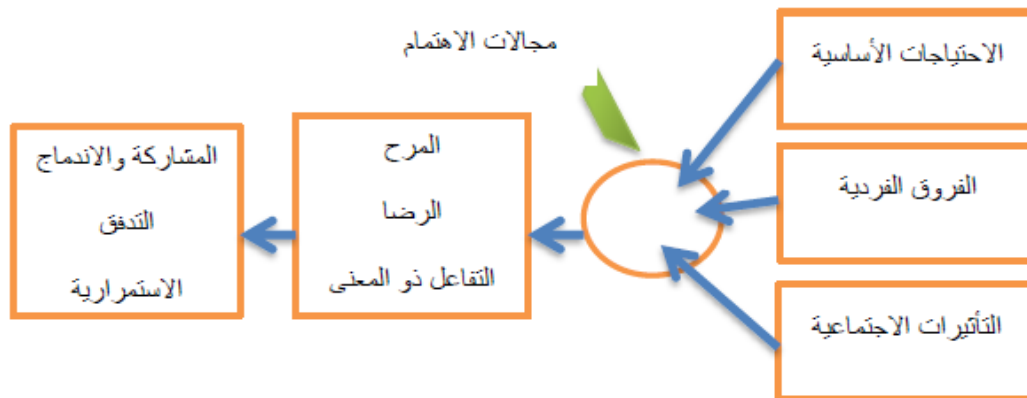 مجالات الاهتمام
الاحتياجات الأساسية
الفروق الفردية
التأثيرات الاجتماعية
المرح
الرضا
التفاعل ذو المعنى
المشاركة والاندماج
التدفق
الاستمرارية